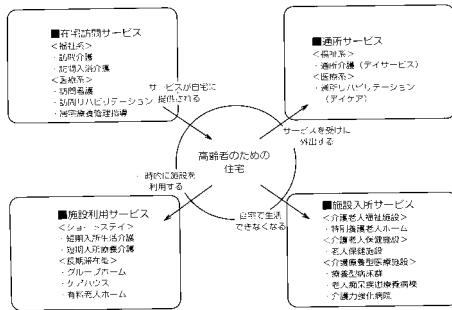 ■在宅訪問サービス
<福祉系>
・訪問介護
・訪問入浴介護
<医療系>
・訪問看護
・訪問リハビリテーション
・居宅療養管理指導
サービスが自宅に
提供される
■通所サービス
<福祉系>
・通所介護(デイサービス)
<医療系>
・通所リハビリテーション
(デイケア)
サービスを受けに
外出する
高齢者のための
住宅
一時的に施設を
利用する
自宅で生活
できなくなる
■施設利用サービス
<ショートステイ>
・短期入所生活介護
・短期入所療養介護
<長期滞在型>
・グループホーム
・ケアハウス
・有料老人ホーム
■施設入所サービス
<介護老人福祉施設>
・特別養護老人ホーム
<介護老人保健施設>
・老人保健施設
<介護療養型医療施設>
・療養型病床群
・老人痴呆疾患療養病棟
・介護力強化病院